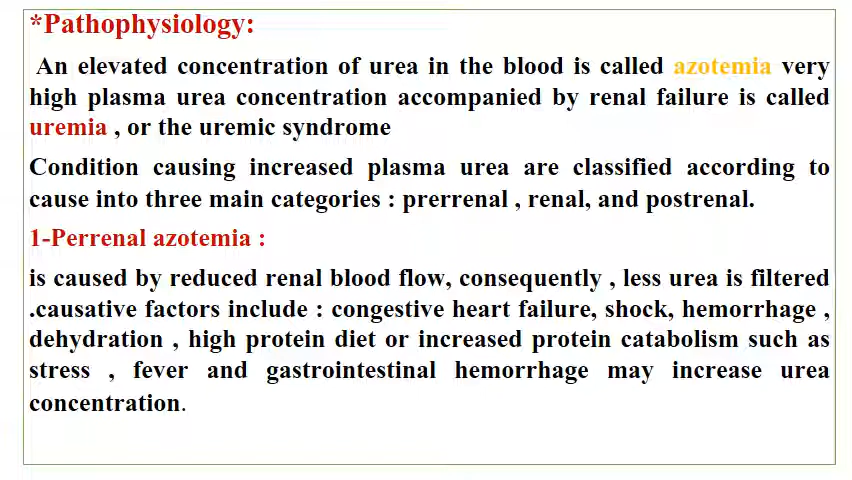 *Pathophysiology:
An elevated concentration of urea in the blood is called azotemia very
high plasma urea concentration accompanied by renal failure is called
uremia , or the uremic syndrome
Condition causing increased plasma urea are classified according to
cause into three main categories : prerrenal , renal, and postrenal.
1-Perrenal azotemia :
is caused by reduced renal blood flow, consequently , less urea is filtered
.causative factors include : congestive heart failure, shock, hemorrhage ,
dehydration , high protein diet or increased protein catabolism such as
stress , fever and gastrointestinal hemorrhage may increase urea
concentration.